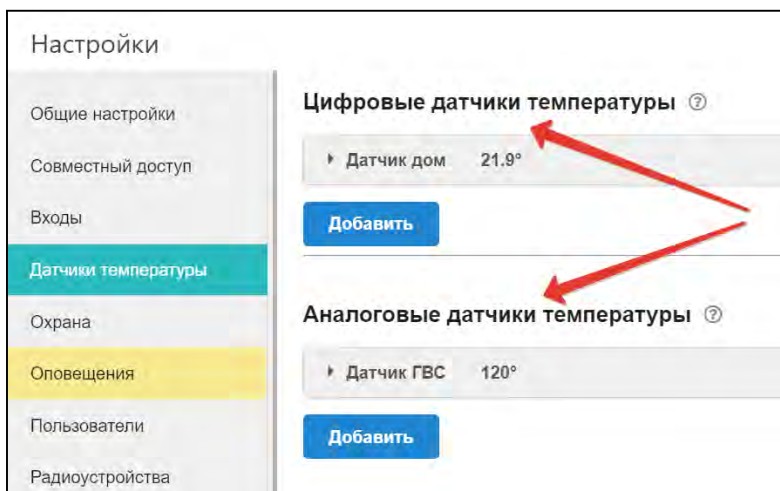 Настройки
Общие настройки
Совместный доступ
Входы
Датчики температуры
Охрана
Оповещения
Пользователи
Радиоустройства
Цифровые датчики температуры ?
Датчик дом 21.9°
Добавить
Аналоговые датчики температуры ?
Датчик ГВС 120°
Добавить